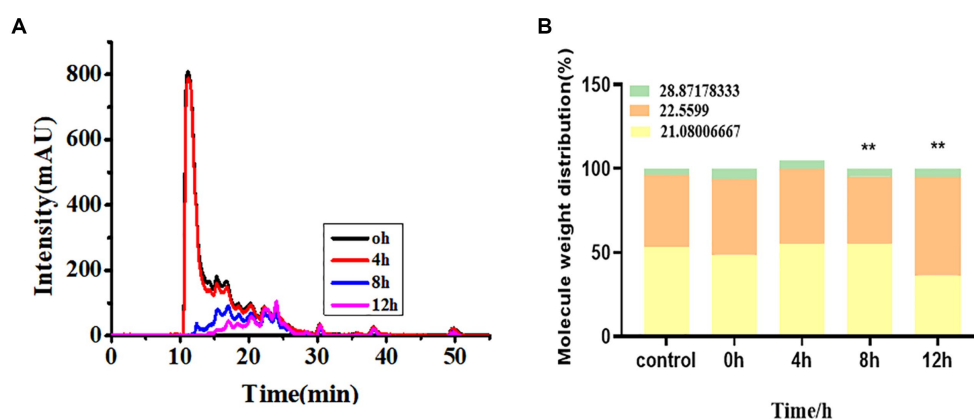 A
Intensity(mAU)
800
600
400
200
0
oh
4h
8h
12h
0 10 20 30 40 50
Time(min)
B
Molecule weight distribution(%)
150
100
50
0
28.87178333
22.5599
21.08006667
** **
control 0h 4h 8h 12h
Time/h